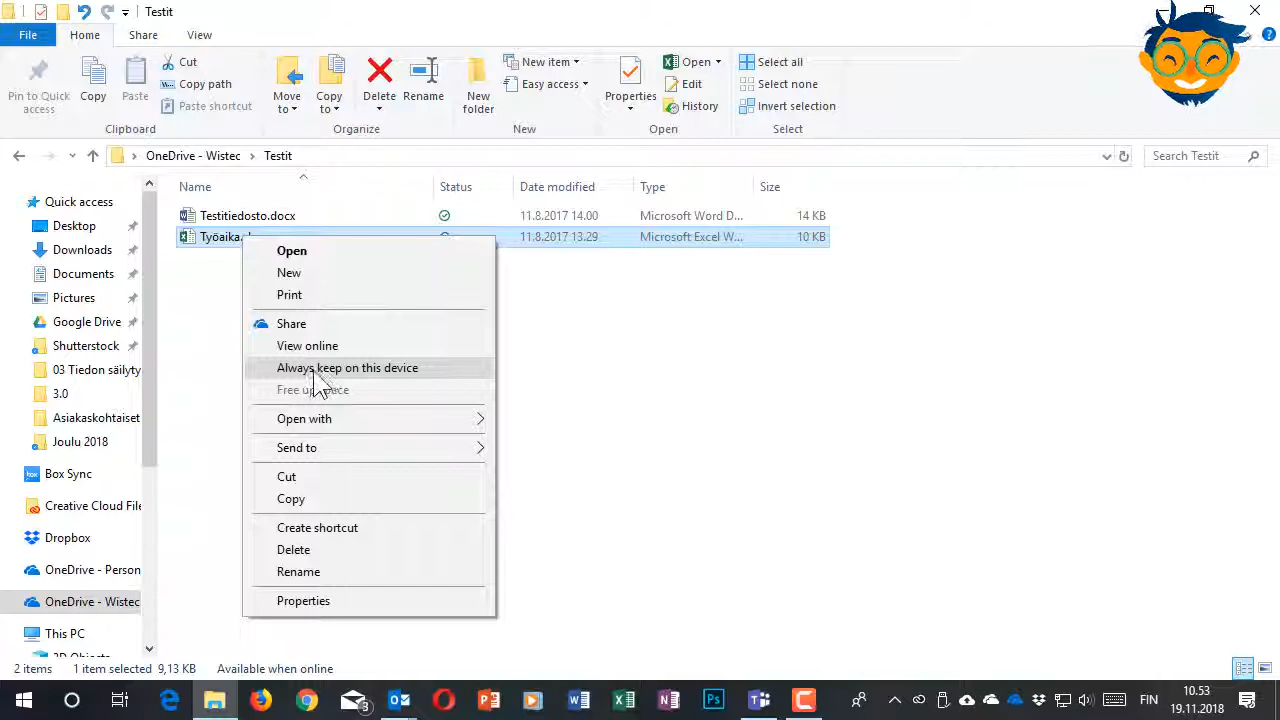 Testit
File Home Share View
Pin to Quick access
Copy
Paste
Cut
Copy path
Paste shortcut
Clipboard
Move to
Copy to
Delete
Rename
Organize
New folder
New item
Easy access
New
Properties
Open
Edit
History
Open
Select all
Select none
Invert selection
Select
OneDrive - Wistec Testit
Search Testit
Name Status Date modified Type Size
Testitiedosto.docx 11.8.2017 14.00 Microsoft Word D... 14 KB
Työaika. 11.8.2017 13.29 Microsoft Excel W... 10 KB
Quick access
Desktop
Downloads
Documents
Pictures
Google Drive
Shutterstock
03 Tiedon säilyty
3.0
Asiakaskohtaiset
Joulu 2018
Box Sync
Creative Cloud File
Dropbox
OneDrive - Person
OneDrive - Wistec
This PC
3D Objects
Open
New
Print
Share
View online
Always keep on this device
Free up space
Open with
Send to
Cut
Copy
Create shortcut
Delete
Rename
Properties
2 items 1 item selected 9,13 KB Available when online
3
FIN
10.53
19.11.2018